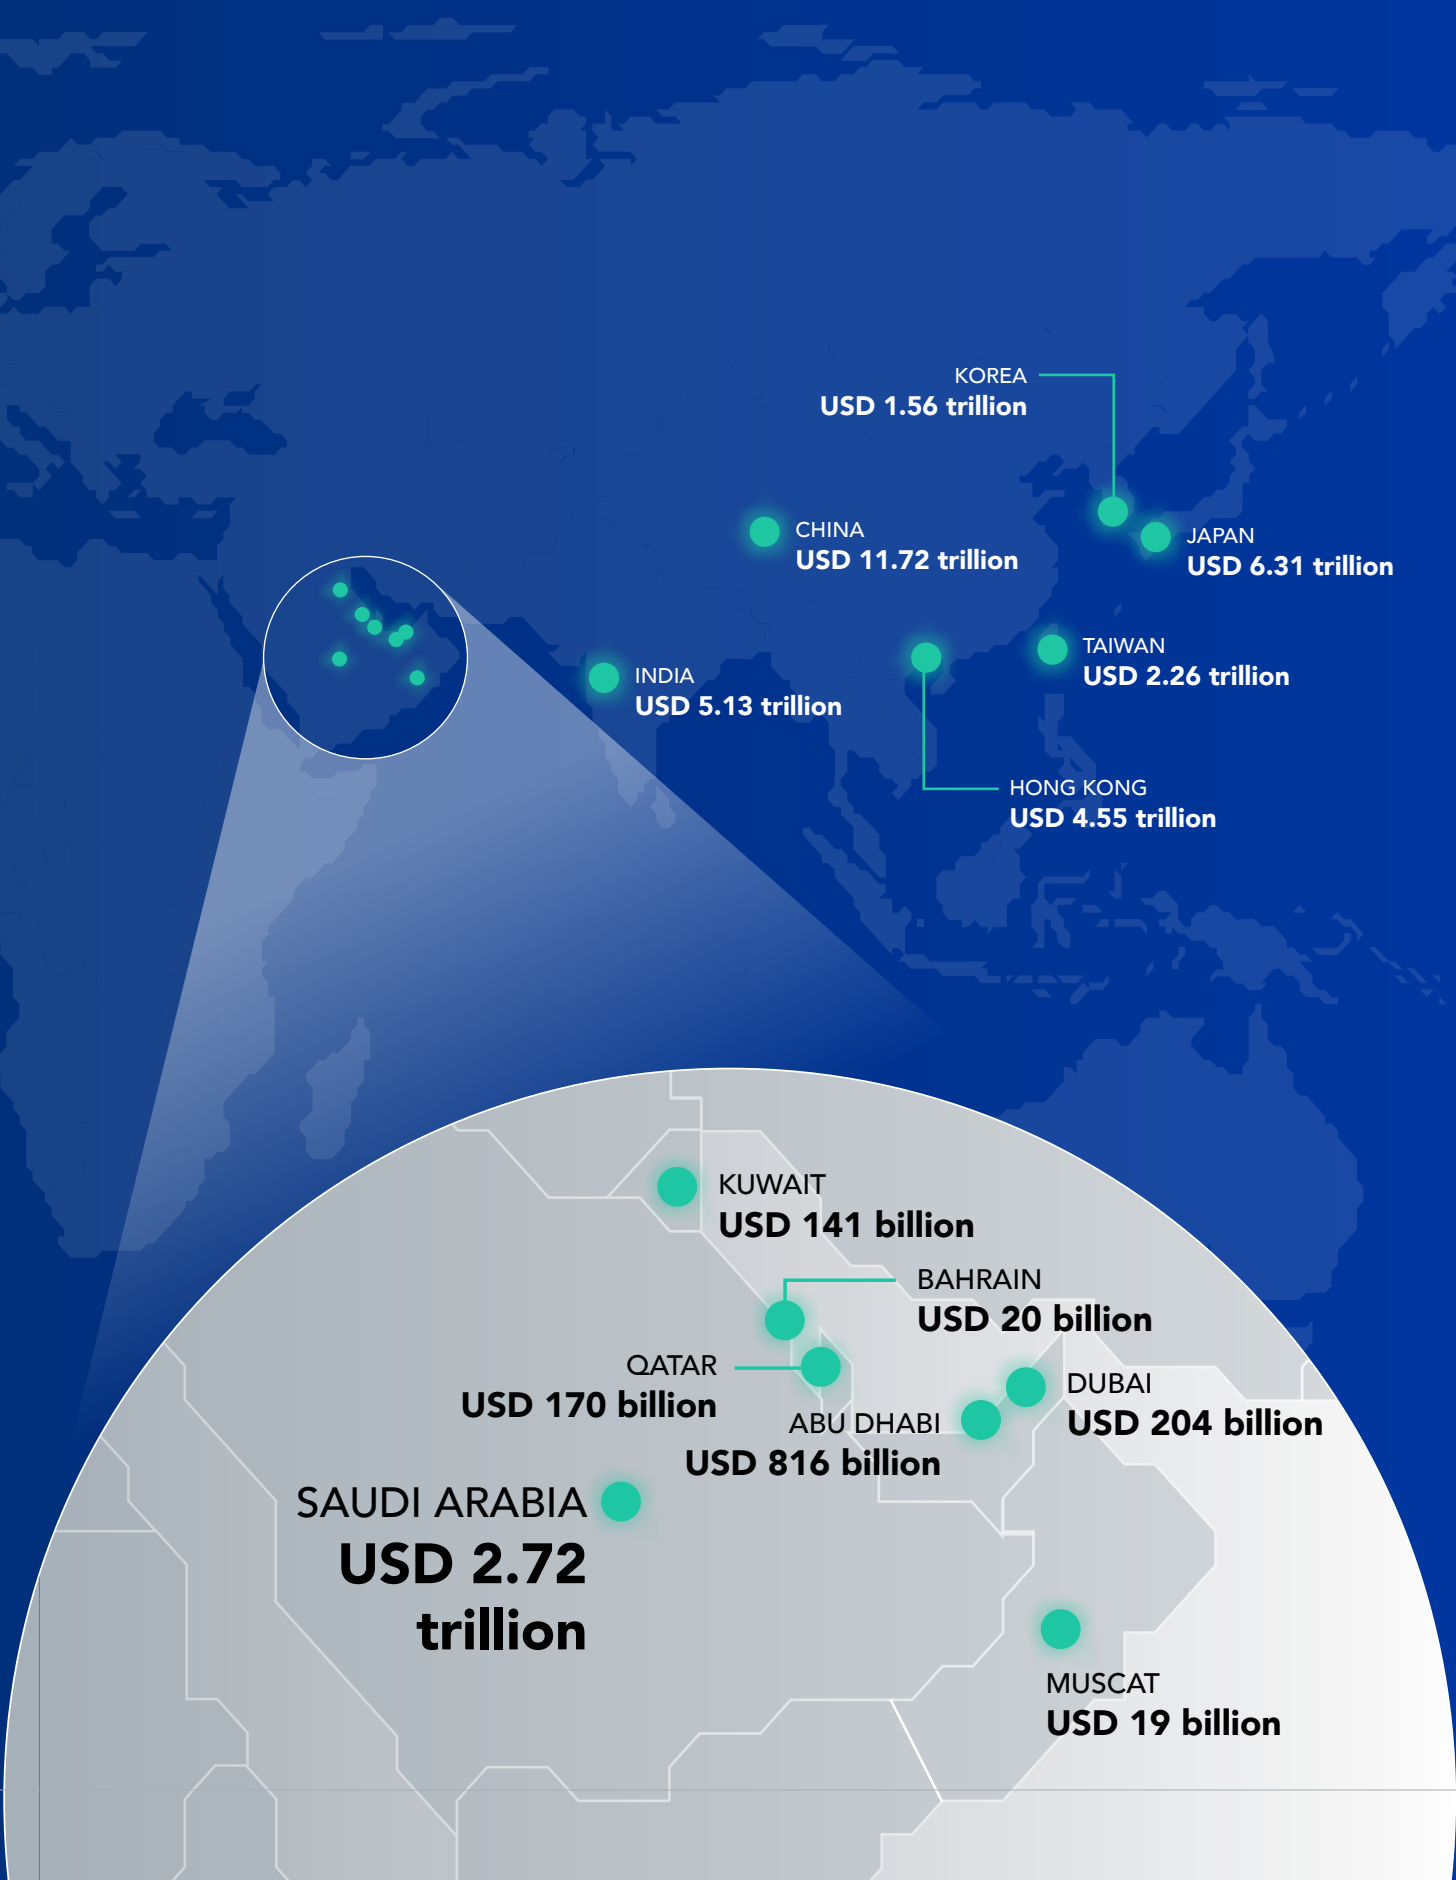 KOREA
USD 1.56 trillion
CHINA
USD 11.72 trillion
JAPAN
USD 6.31 trillion
TAIWAN
USD 2.26 trillion
INDIA
USD 5.13 trillion
HONG KONG
USD 4.55 trillion
KUWAIT
USD 141 billion
BAHRAIN
USD 20 billion
QATAR
USD 170 billion
DUBAI
USD 204 billion
ABU DHABI
USD 816 billion
SAUDI ARABIA
USD 2.72
trillion
MUSCAT
USD 19 billion